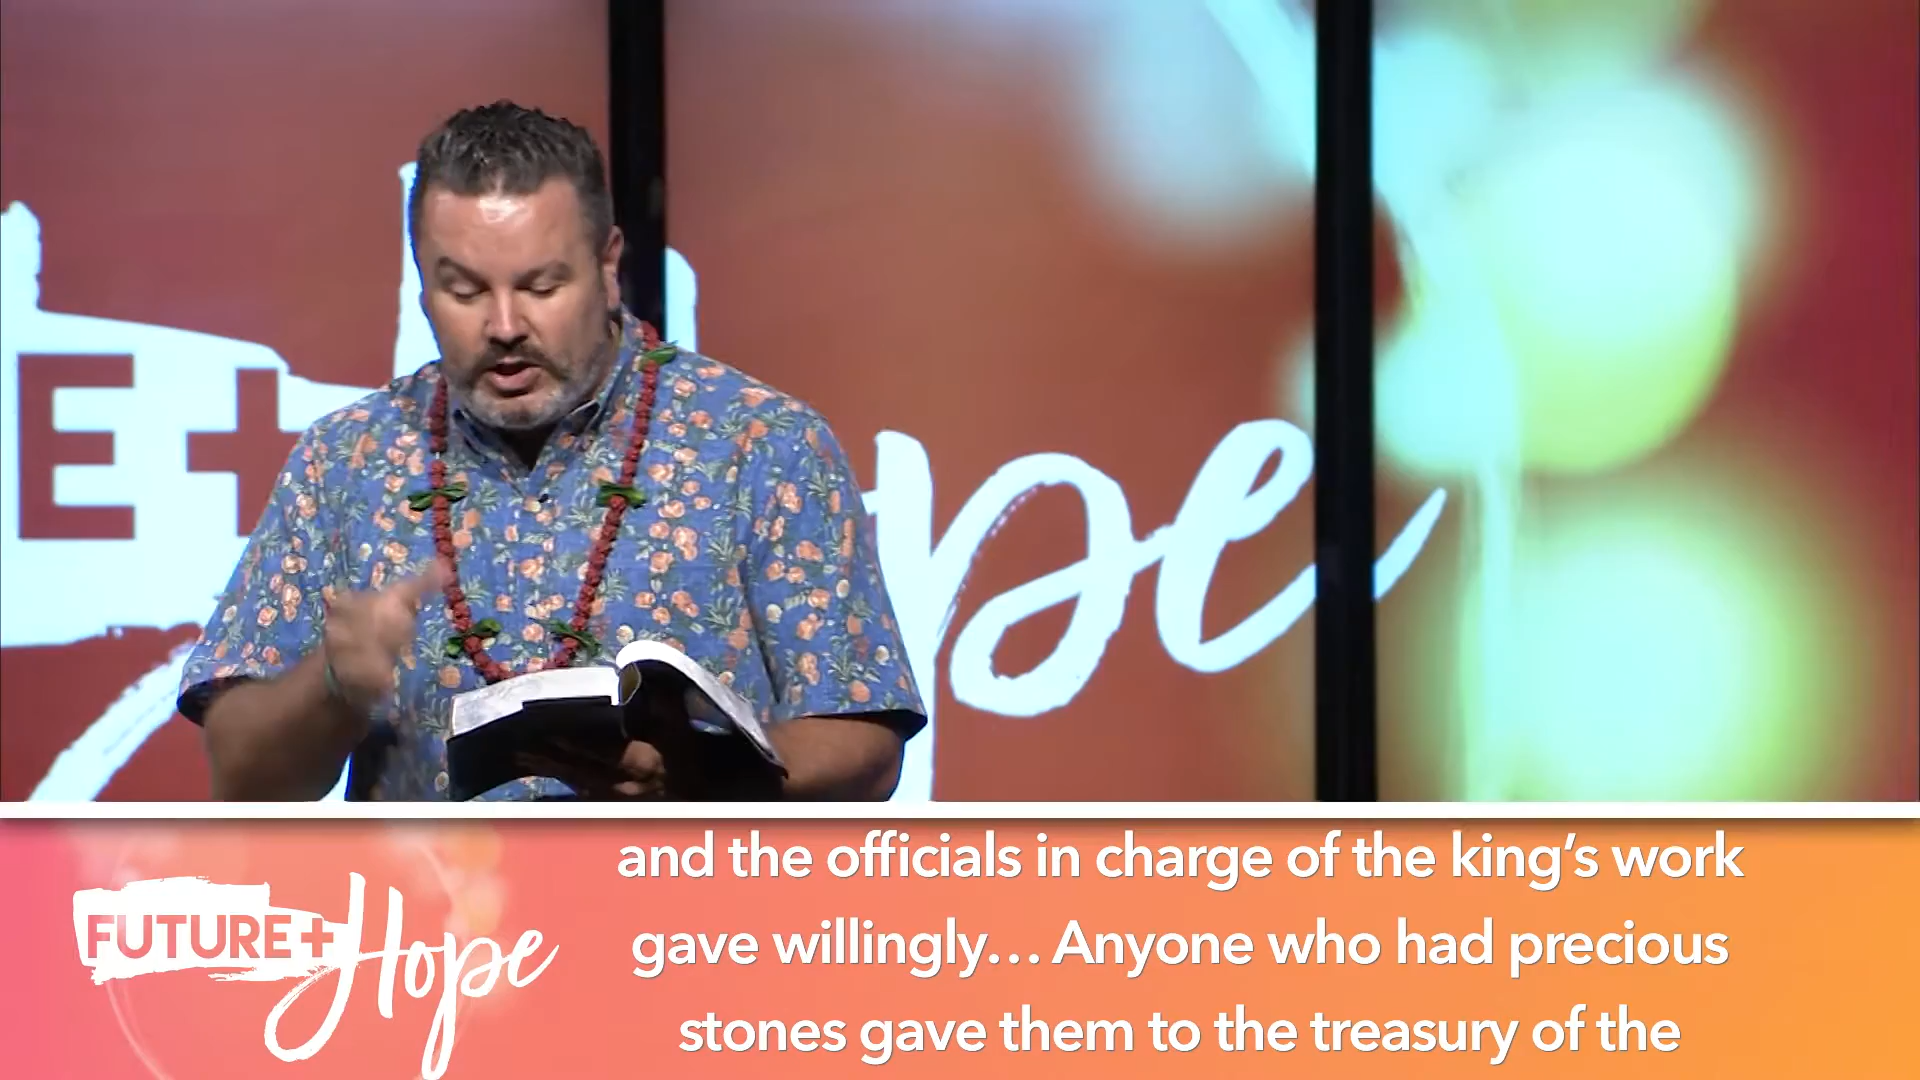 E+
pe
and the officials in charge of the king's work
gave willingly… Anyone who had precious
stones gave them to the treasury of the
FUTURE+
Hope